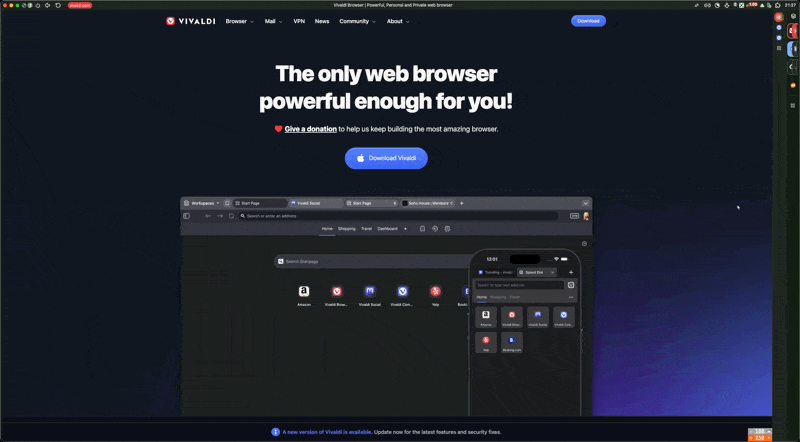 vivaldi.com
Vivaldi Browser | Powerful, Personal and Private web browser
21:27
VIVALDI
Browser
Mail
VPN
News
Community
About
Download
The only web browser
powerful enough for you!
Give a donation to help us keep building the most amazing browser.
Download Vivaldi
Workspaces
Start Page
Vivaldi Social
Start Page
Search or enter an address
Home
Shopping
Travel
Dashboard
Search Startpage
Amazon
Vivaldi Brow...
Vivaldi Social
Vivaldi Com...
Yelp
12:01
Speed Dial
Search or type web address
Home
Shopping
Travel
Amazon
Vivaldi Brow...
Vivaldi Social
Vivaldi Com...
Yelp
Booking.com
A new version of Vivaldi is available. Update now for the latest features and security fixes.